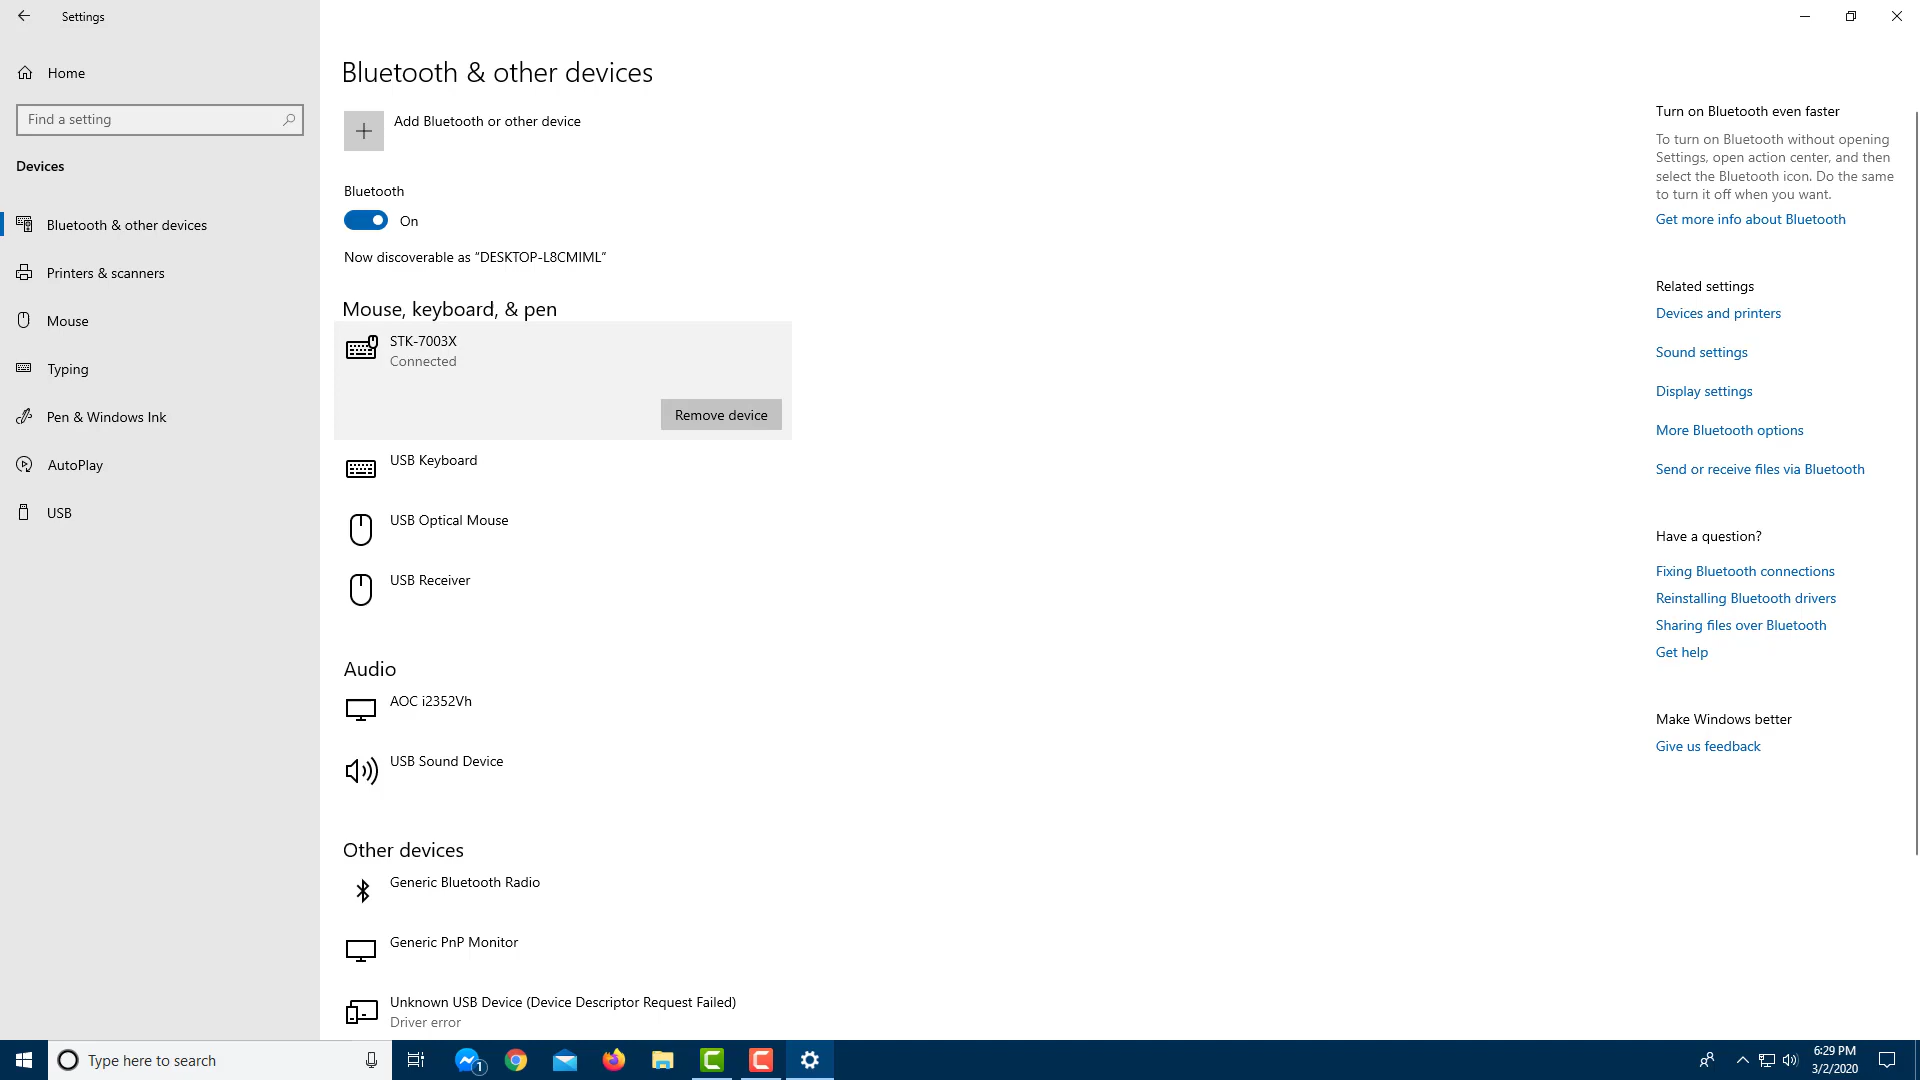 Settings
Home
Find a setting
Devices
Bluetooth & other devices
Printers & scanners
Mouse
Typing
Pen & Windows Ink
AutoPlay
USB
Bluetooth & other devices
Add Bluetooth or other device
Bluetooth
On
Now discoverable as "DESKTOP-L8CMIML"
Mouse, keyboard, & pen
STK-7003X
Connected
Remove device
USB Keyboard
USB Optical Mouse
USB Receiver
Audio
AOC i2352Vh
USB Sound Device
Other devices
Generic Bluetooth Radio
Generic PnP Monitor
Unknown USB Device (Device Descriptor Request Failed)
Driver error
Turn on Bluetooth even faster
To turn on Bluetooth without opening
Settings, open action center, and then
select the Bluetooth icon. Do the same
to turn it off when you want.
Get more info about Bluetooth
Related settings
Devices and printers
Sound settings
Display settings
More Bluetooth options
Send or receive files via Bluetooth
Have a question?
Fixing Bluetooth connections
Reinstalling Bluetooth drivers
Sharing files over Bluetooth
Get help
Make Windows better
Give us feedback
Type here to search
1
6:29 PM
3/2/2020